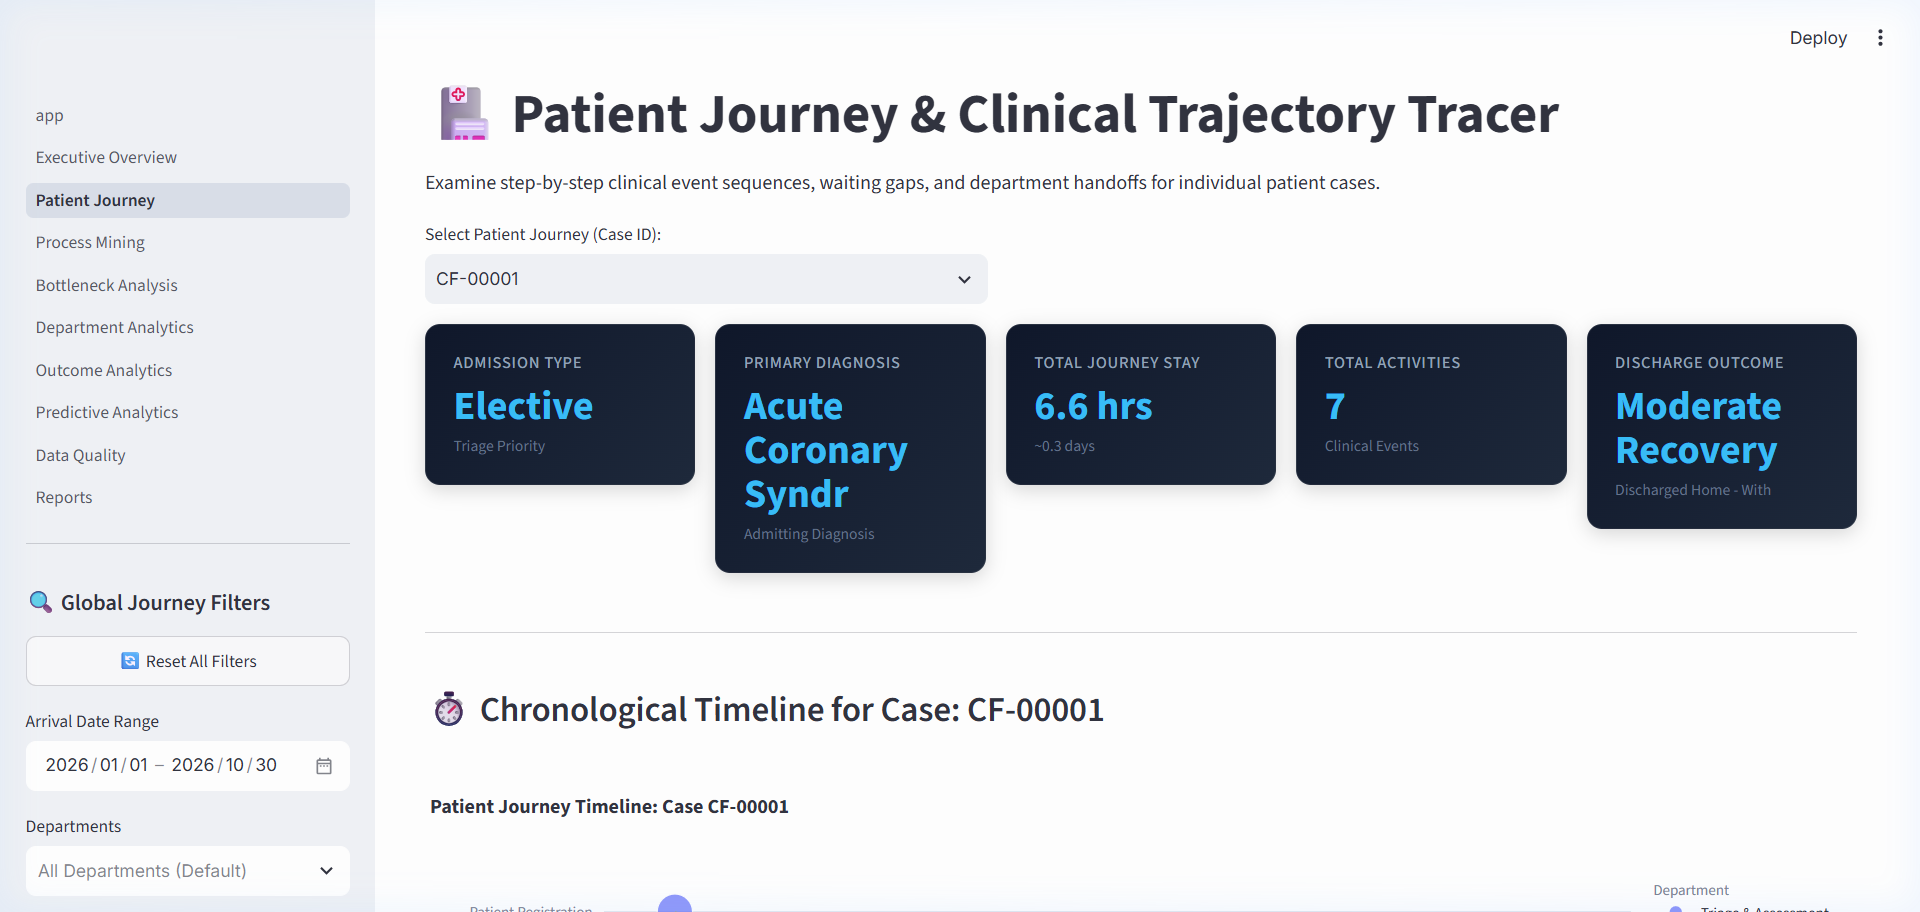 Deploy
app
Executive Overview
Patient Journey
Process Mining
Bottleneck Analysis
Department Analytics
Outcome Analytics
Predictive Analytics
Data Quality
Reports
Global Journey Filters
Reset All Filters
Arrival Date Range
2026/01/01 – 2026/10/30
Departments
All Departments (Default)
Patient Journey & Clinical Trajectory Tracer
Examine step-by-step clinical event sequences, waiting gaps, and department handoffs for individual patient cases.
Select Patient Journey (Case ID):
CF-00001
ADMISSION TYPE
Elective
Triage Priority
PRIMARY DIAGNOSIS
Acute
Coronary
Syndr
Admitting Diagnosis
TOTAL JOURNEY STAY
6.6 hrs
~0.3 days
TOTAL ACTIVITIES
7
Clinical Events
DISCHARGE OUTCOME
Moderate
Recovery
Discharged Home - With
Chronological Timeline for Case: CF-00001
Patient Journey Timeline: Case CF-00001
Department
Patient Registration
Triage & Assessment